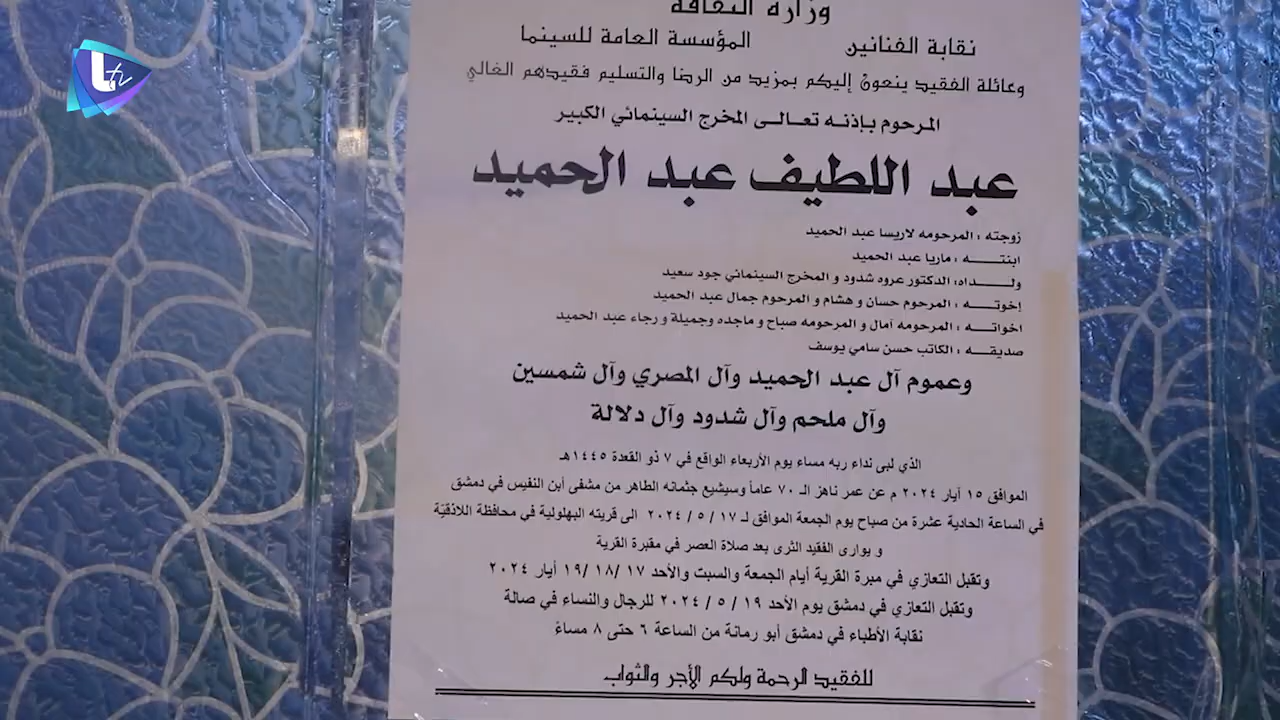 وزارة الثقافة
نقابة الفنانين المؤسسة العامة للسينما
وعائلة الفقيد ينعون إليكم بمزيد من الرضا والتسليم فقيدهم الغالي
المرحوم بإذنه تعـالـى المخرج السينمائي الكبير
عبد اللطيف عبد الحميد
زوجته : المرحومه لاريسا عبد الحميد
ابنتـــــه : ماريا عبد الحميد
ولـــــداه: الدكتور عروه شدود و المخرج السينمائي جود سعيد
إخوتـــه : المرحوم حسان و هشام و المرحوم جمال عبد الحميد
اخواتـه : المرحومه آمال و المرحومه صباح و ماجده وجميلة و رجاء عبد الحميد
صديقـــه : الكاتب حسن سامي يوسف
وعموم آل عبد الحميد وآل المصري وآل شمسين
وآل ملحم وآل شدود وآل دلالة
الذي لبى نداء ربه مساء يوم الأربعاء الواقع في ٧ ذو القعدة ١٤٤٥هـ
الموافق ١٥ آيار ٢٠٢٤ م عن عمر ناهز الـ ٧٠ عاماً وسيشيع جثمانه الطاهر من مشفى أبن النفيس في دمشق
في الساعة الحادية عشرة من صباح يوم الجمعة الموافق لـ ١٧ / ٥ / ٢٠٢٤ الى قريته البهلولية في محافظة اللاذقيّة
و يوارى الفقيد الثرى بعد صلاة العصر في مقبرة القرية
وتقبل التعازي في مبرة القرية أيام الجمعة والسبت والأحد ١٧ /١٨ /١٩ أيار ٢٠٢٤
وتقبل التعازي في دمشق يوم الأحد ١٩ / ٥ / ٢٠٢٤ للرجال والنساء في صالة
نقابة الأطباء في دمشق أبو رمانة من الساعة ٦ حتى ٨ مساءً
للفقيد الرحمة ولكم الأجر والثواب
L tv